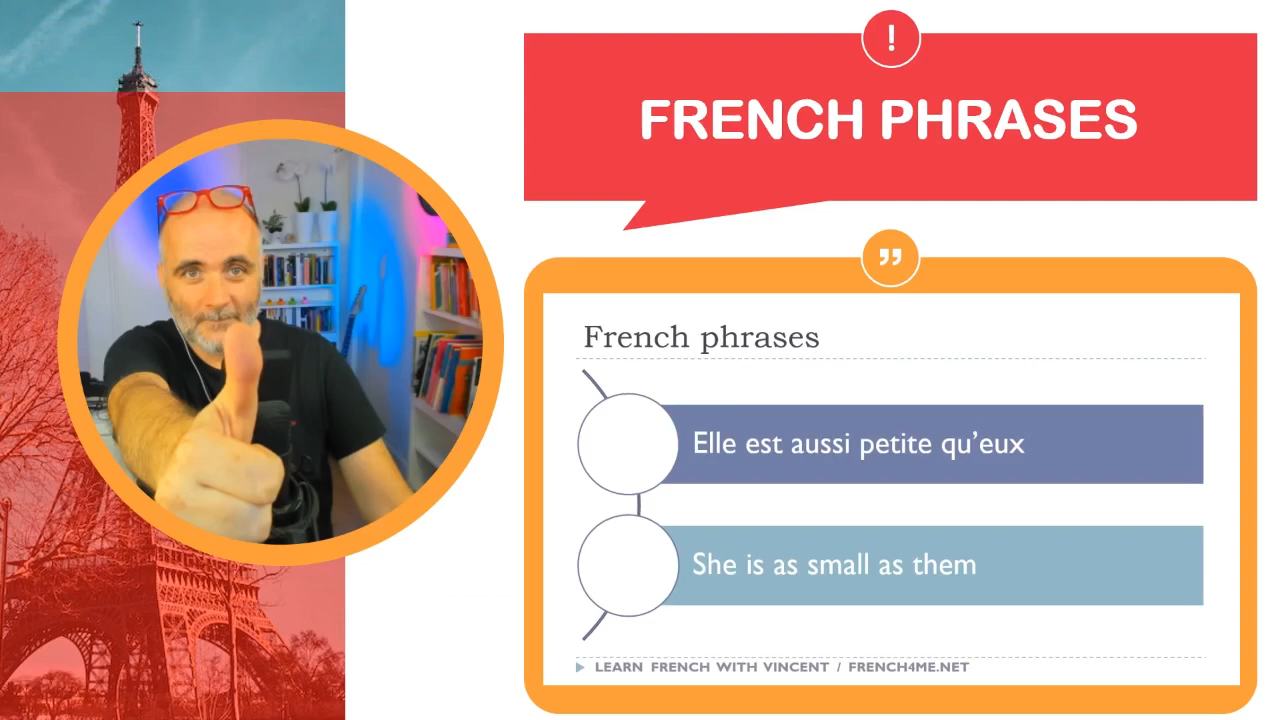 FRENCH PHRASES
French phrases
Elle est aussi petite qu’eux
She is as small as them
LEARN FRENCH WITH VINCENT / FRENCH4ME.NET